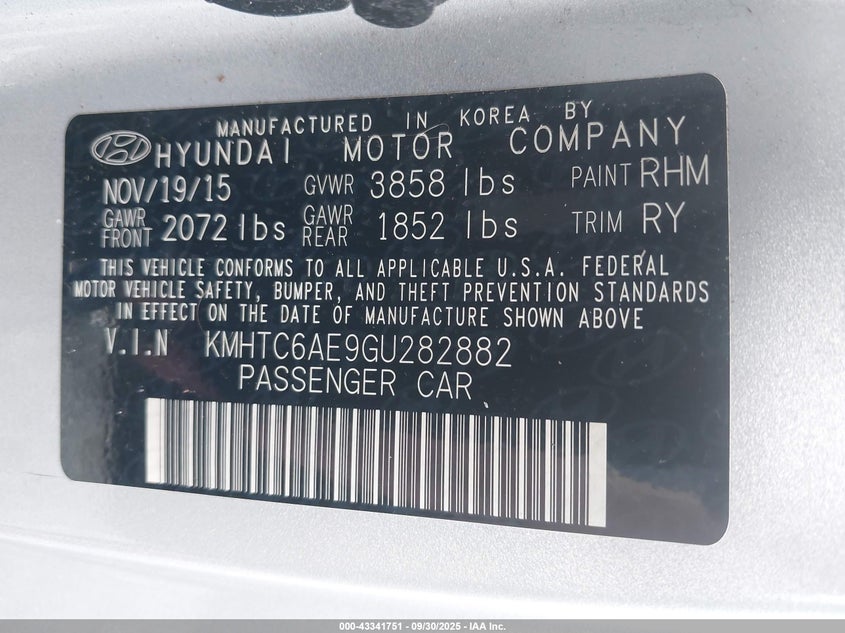 MANUFACTURED IN KOREA BY
HYUNDAI MOTOR COMPANY
NOV/19/15 GVWR 3858 lbs PAINT RHM
GAWR FRONT 2072 lbs GAWR REAR 1852 lbs TRIM RY
THIS VEHICLE CONFORMS TO ALL APPLICABLE U.S.A. FEDERAL
MOTOR VEHICLE SAFETY, BUMPER, AND THEFT PREVENTION STANDARDS
IN EFFECT ON THE DATE OF MANUFACTURE SHOWN ABOVE
V.I.N KMHTC6AE9GU282882
PASSENGER CAR
000-43341751 — 09/30/2025 — IAA Inc.